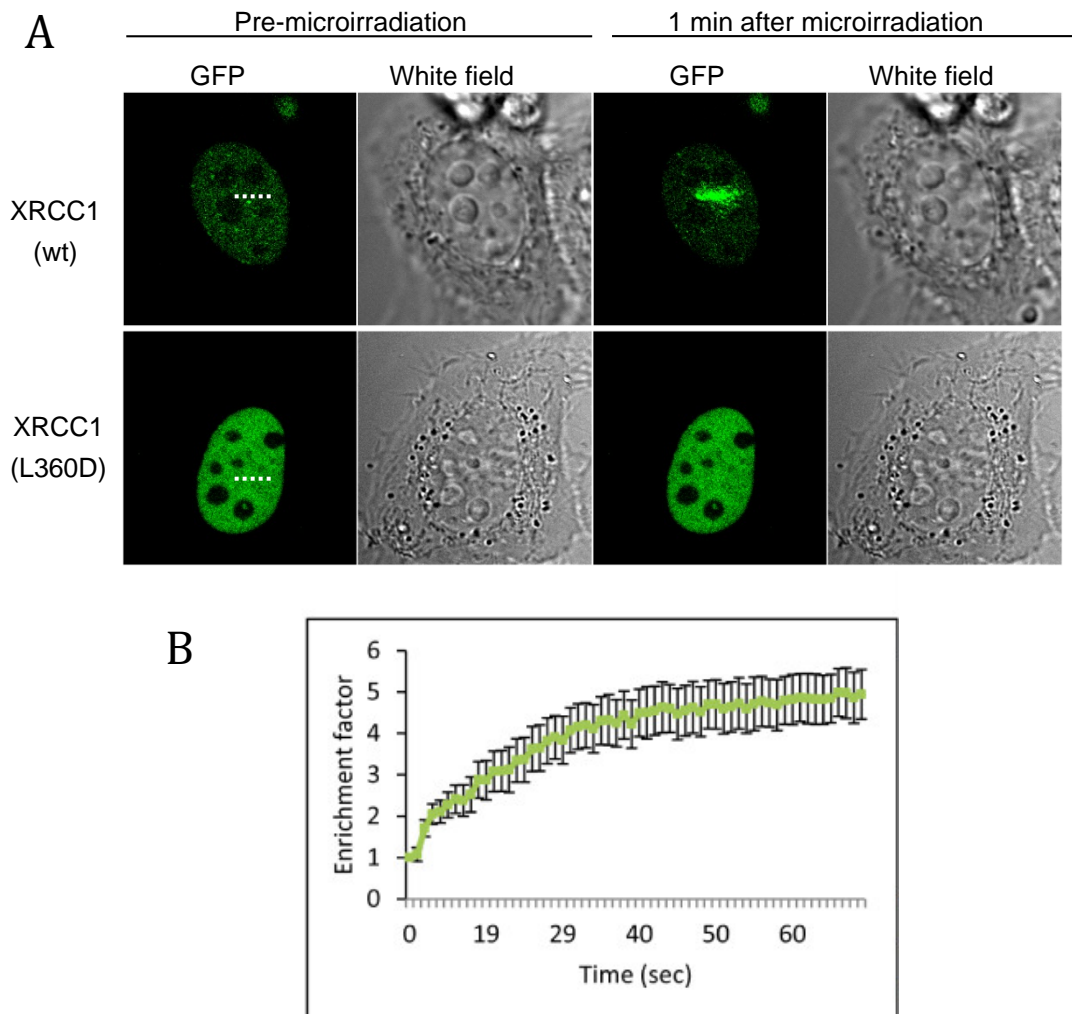 A
Pre-microirradiation
1 min after microirradiation
GFP
White field
GFP
White field
XRCC1
(wt)
XRCC1
(L360D)
B
6
5
4
3
2
1
0
Enrichment factor
0 19 29 40 50 60
Time (sec)